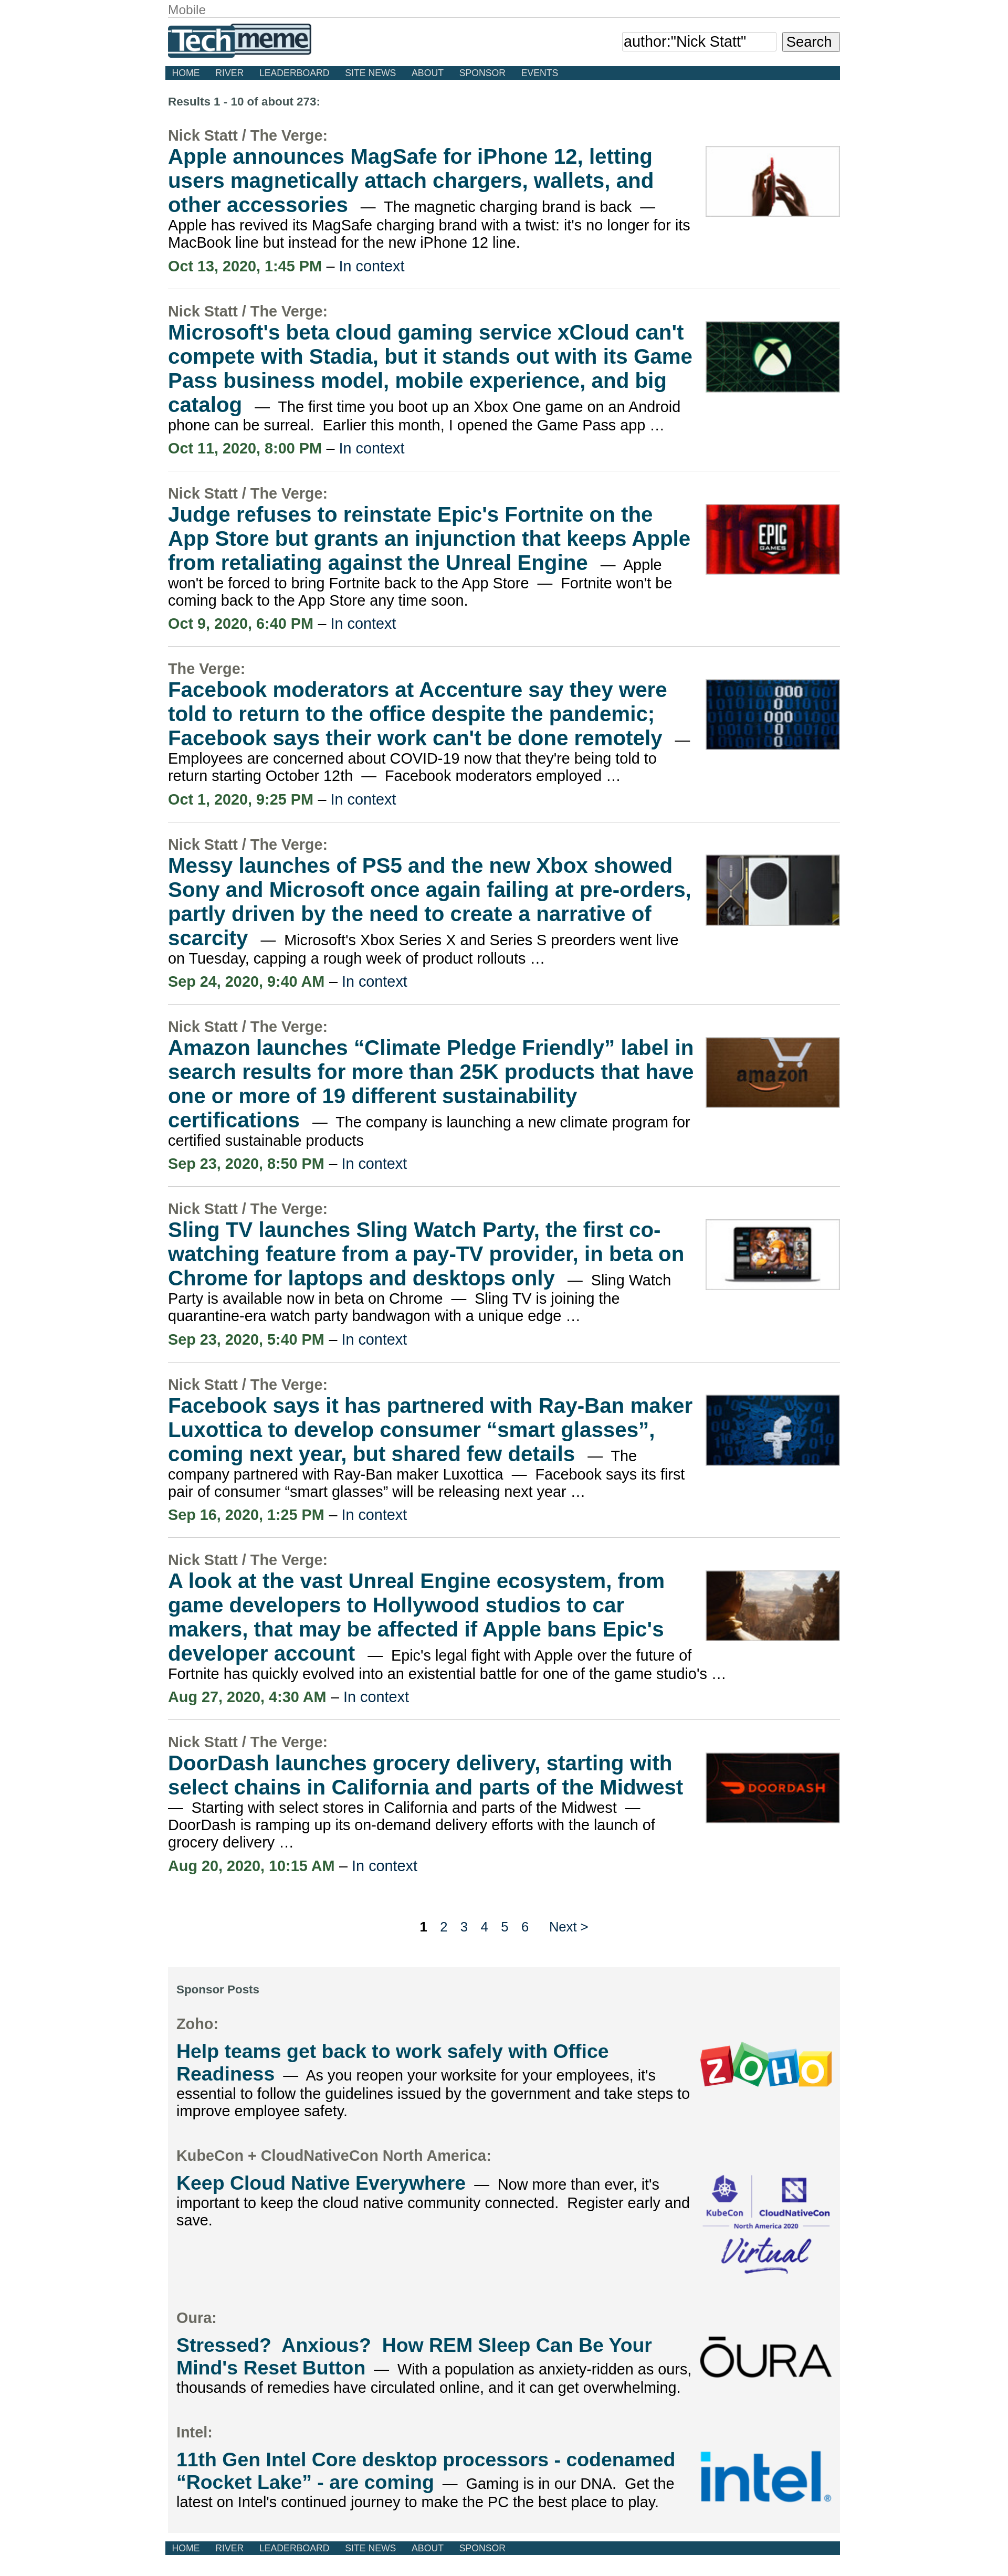 Mobile
Techmeme
author:"Nick Statt"
Search
HOME RIVER LEADERBOARD SITE NEWS ABOUT SPONSOR EVENTS
Results 1 - 10 of about 273:
Nick Statt / The Verge:
Apple announces MagSafe for iPhone 12, letting
users magnetically attach chargers, wallets, and
other accessories — The magnetic charging brand is back —
Apple has revived its MagSafe charging brand with a twist: it's no longer for its
MacBook line but instead for the new iPhone 12 line.
Oct 13, 2020, 1:45 PM – In context
Nick Statt / The Verge:
Microsoft's beta cloud gaming service xCloud can't
compete with Stadia, but it stands out with its Game
Pass business model, mobile experience, and big
catalog — The first time you boot up an Xbox One game on an Android
phone can be surreal. Earlier this month, I opened the Game Pass app …
Oct 11, 2020, 8:00 PM – In context
Nick Statt / The Verge:
Judge refuses to reinstate Epic's Fortnite on the
App Store but grants an injunction that keeps Apple
from retaliating against the Unreal Engine — Apple
won't be forced to bring Fortnite back to the App Store — Fortnite won't be
coming back to the App Store any time soon.
EPIC
GAMES
Oct 9, 2020, 6:40 PM – In context
The Verge:
Facebook moderators at Accenture say they were
told to return to the office despite the pandemic;
Facebook says their work can't be done remotely —
Employees are concerned about COVID-19 now that they're being told to
return starting October 12th — Facebook moderators employed …
Oct 1, 2020, 9:25 PM – In context
Nick Statt / The Verge:
Messy launches of PS5 and the new Xbox showed
Sony and Microsoft once again failing at pre-orders,
partly driven by the need to create a narrative of
scarcity — Microsoft's Xbox Series X and Series S preorders went live
on Tuesday, capping a rough week of product rollouts …
Sep 24, 2020, 9:40 AM – In context
Nick Statt / The Verge:
Amazon launches “Climate Pledge Friendly” label in
search results for more than 25K products that have
one or more of 19 different sustainability
certifications — The company is launching a new climate program for
certified sustainable products
amazon
Sep 23, 2020, 8:50 PM – In context
Nick Statt / The Verge:
Sling TV launches Sling Watch Party, the first co-
watching feature from a pay-TV provider, in beta on
Chrome for laptops and desktops only — Sling Watch
Party is available now in beta on Chrome — Sling TV is joining the
quarantine-era watch party bandwagon with a unique edge …
Sep 23, 2020, 5:40 PM – In context
Nick Statt / The Verge:
Facebook says it has partnered with Ray-Ban maker
Luxottica to develop consumer “smart glasses”,
coming next year, but shared few details — The
company partnered with Ray-Ban maker Luxottica — Facebook says its first
pair of consumer “smart glasses” will be releasing next year …
Sep 16, 2020, 1:25 PM – In context
Nick Statt / The Verge:
A look at the vast Unreal Engine ecosystem, from
game developers to Hollywood studios to car
makers, that may be affected if Apple bans Epic's
developer account — Epic's legal fight with Apple over the future of
Fortnite has quickly evolved into an existential battle for one of the game studio's …
Aug 27, 2020, 4:30 AM – In context
Nick Statt / The Verge:
DoorDash launches grocery delivery, starting with
select chains in California and parts of the Midwest
— Starting with select stores in California and parts of the Midwest —
DoorDash is ramping up its on-demand delivery efforts with the launch of
grocery delivery …
DOORDASH
Aug 20, 2020, 10:15 AM – In context
1 2 3 4 5 6 Next >
Sponsor Posts
Zoho:
Help teams get back to work safely with Office
Readiness — As you reopen your worksite for your employees, it's
essential to follow the guidelines issued by the government and take steps to
improve employee safety.
ZOHO
KubeCon + CloudNativeCon North America:
Keep Cloud Native Everywhere — Now more than ever, it's
important to keep the cloud native community connected. Register early and
save.
KubeCon CloudNativeCon
North America 2020
Virtual
Oura:
Stressed? Anxious? How REM Sleep Can Be Your
Mind's Reset Button — With a population as anxiety-ridden as ours,
thousands of remedies have circulated online, and it can get overwhelming.
ŌURA
Intel:
11th Gen Intel Core desktop processors - codenamed
“Rocket Lake” - are coming — Gaming is in our DNA. Get the
latest on Intel's continued journey to make the PC the best place to play.
intel®
HOME RIVER LEADERBOARD SITE NEWS ABOUT SPONSOR